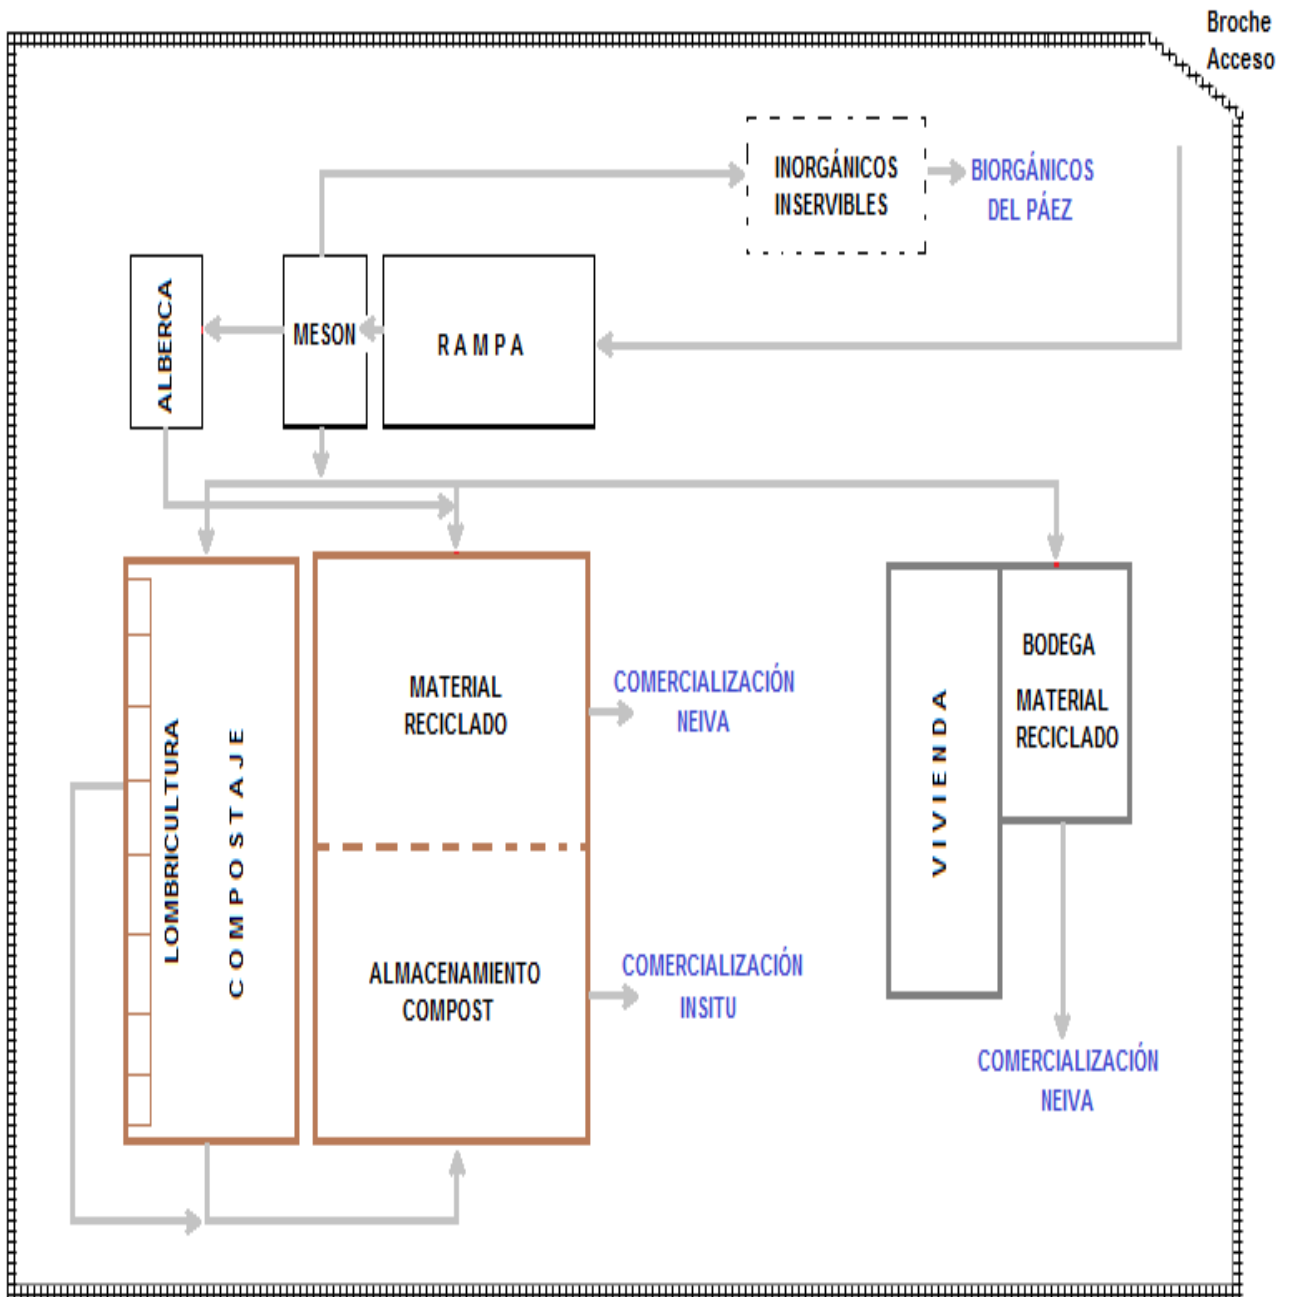 Broche
Acceso
INORGÁNICOS
INSERVIBLES
BIORGÁNICOS
DEL PÁEZ
ALBERCA
MESON
RAMPA
LOMBRICULTURA
COMPOSTAJE
MATERIAL
RECICLADO
COMERCIALIZACIÓN
NEIVA
ALMACENAMIENTO
COMPOST
COMERCIALIZACIÓN
INSITU
VIVIENDA
BODEGA
MATERIAL
RECICLADO
COMERCIALIZACIÓN
NEIVA